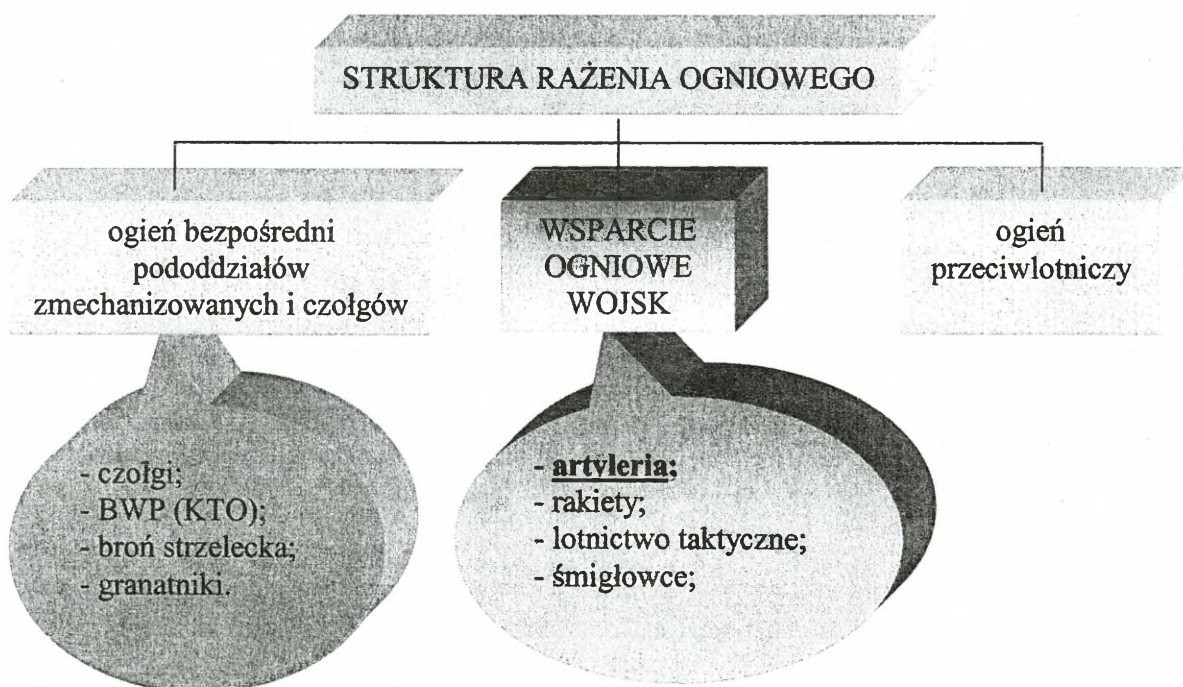 STRUKTURA RAŻENIA OGNIOWEGO
ogień bezpośredni
pododdziałów
zmechanizowanych i czołgów
WSPARCIE
OGNIOWE
WOJSK
ogień
przeciwlotniczy
- czołgi;
- BWP (KTO);
- broń strzelecka;
- granatniki.
- artyleria;
- rakiety;
- lotnictwo taktyczne;
- śmigłowce;